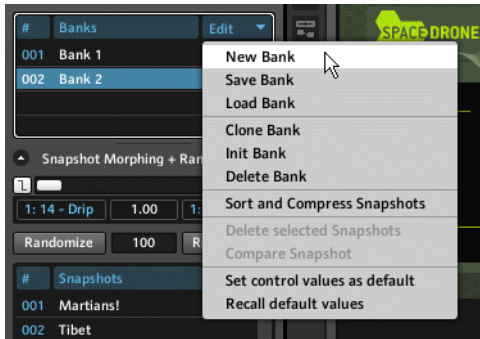 # Banks Edit
SPACE DRONE
001 Bank 1
002 Bank 2
New Bank
Save Bank
Load Bank
Clone Bank
Init Bank
Delete Bank
Sort and Compress Snapshots
Delete selected Snapshots
Compare Snapshot
Set control values as default
Recall default values
Snapshot Morphing + Ran
1: 14 - Drip 1.00 1:
Randomize 100 R
# Snapshots
001 Martians!
002 Tibet